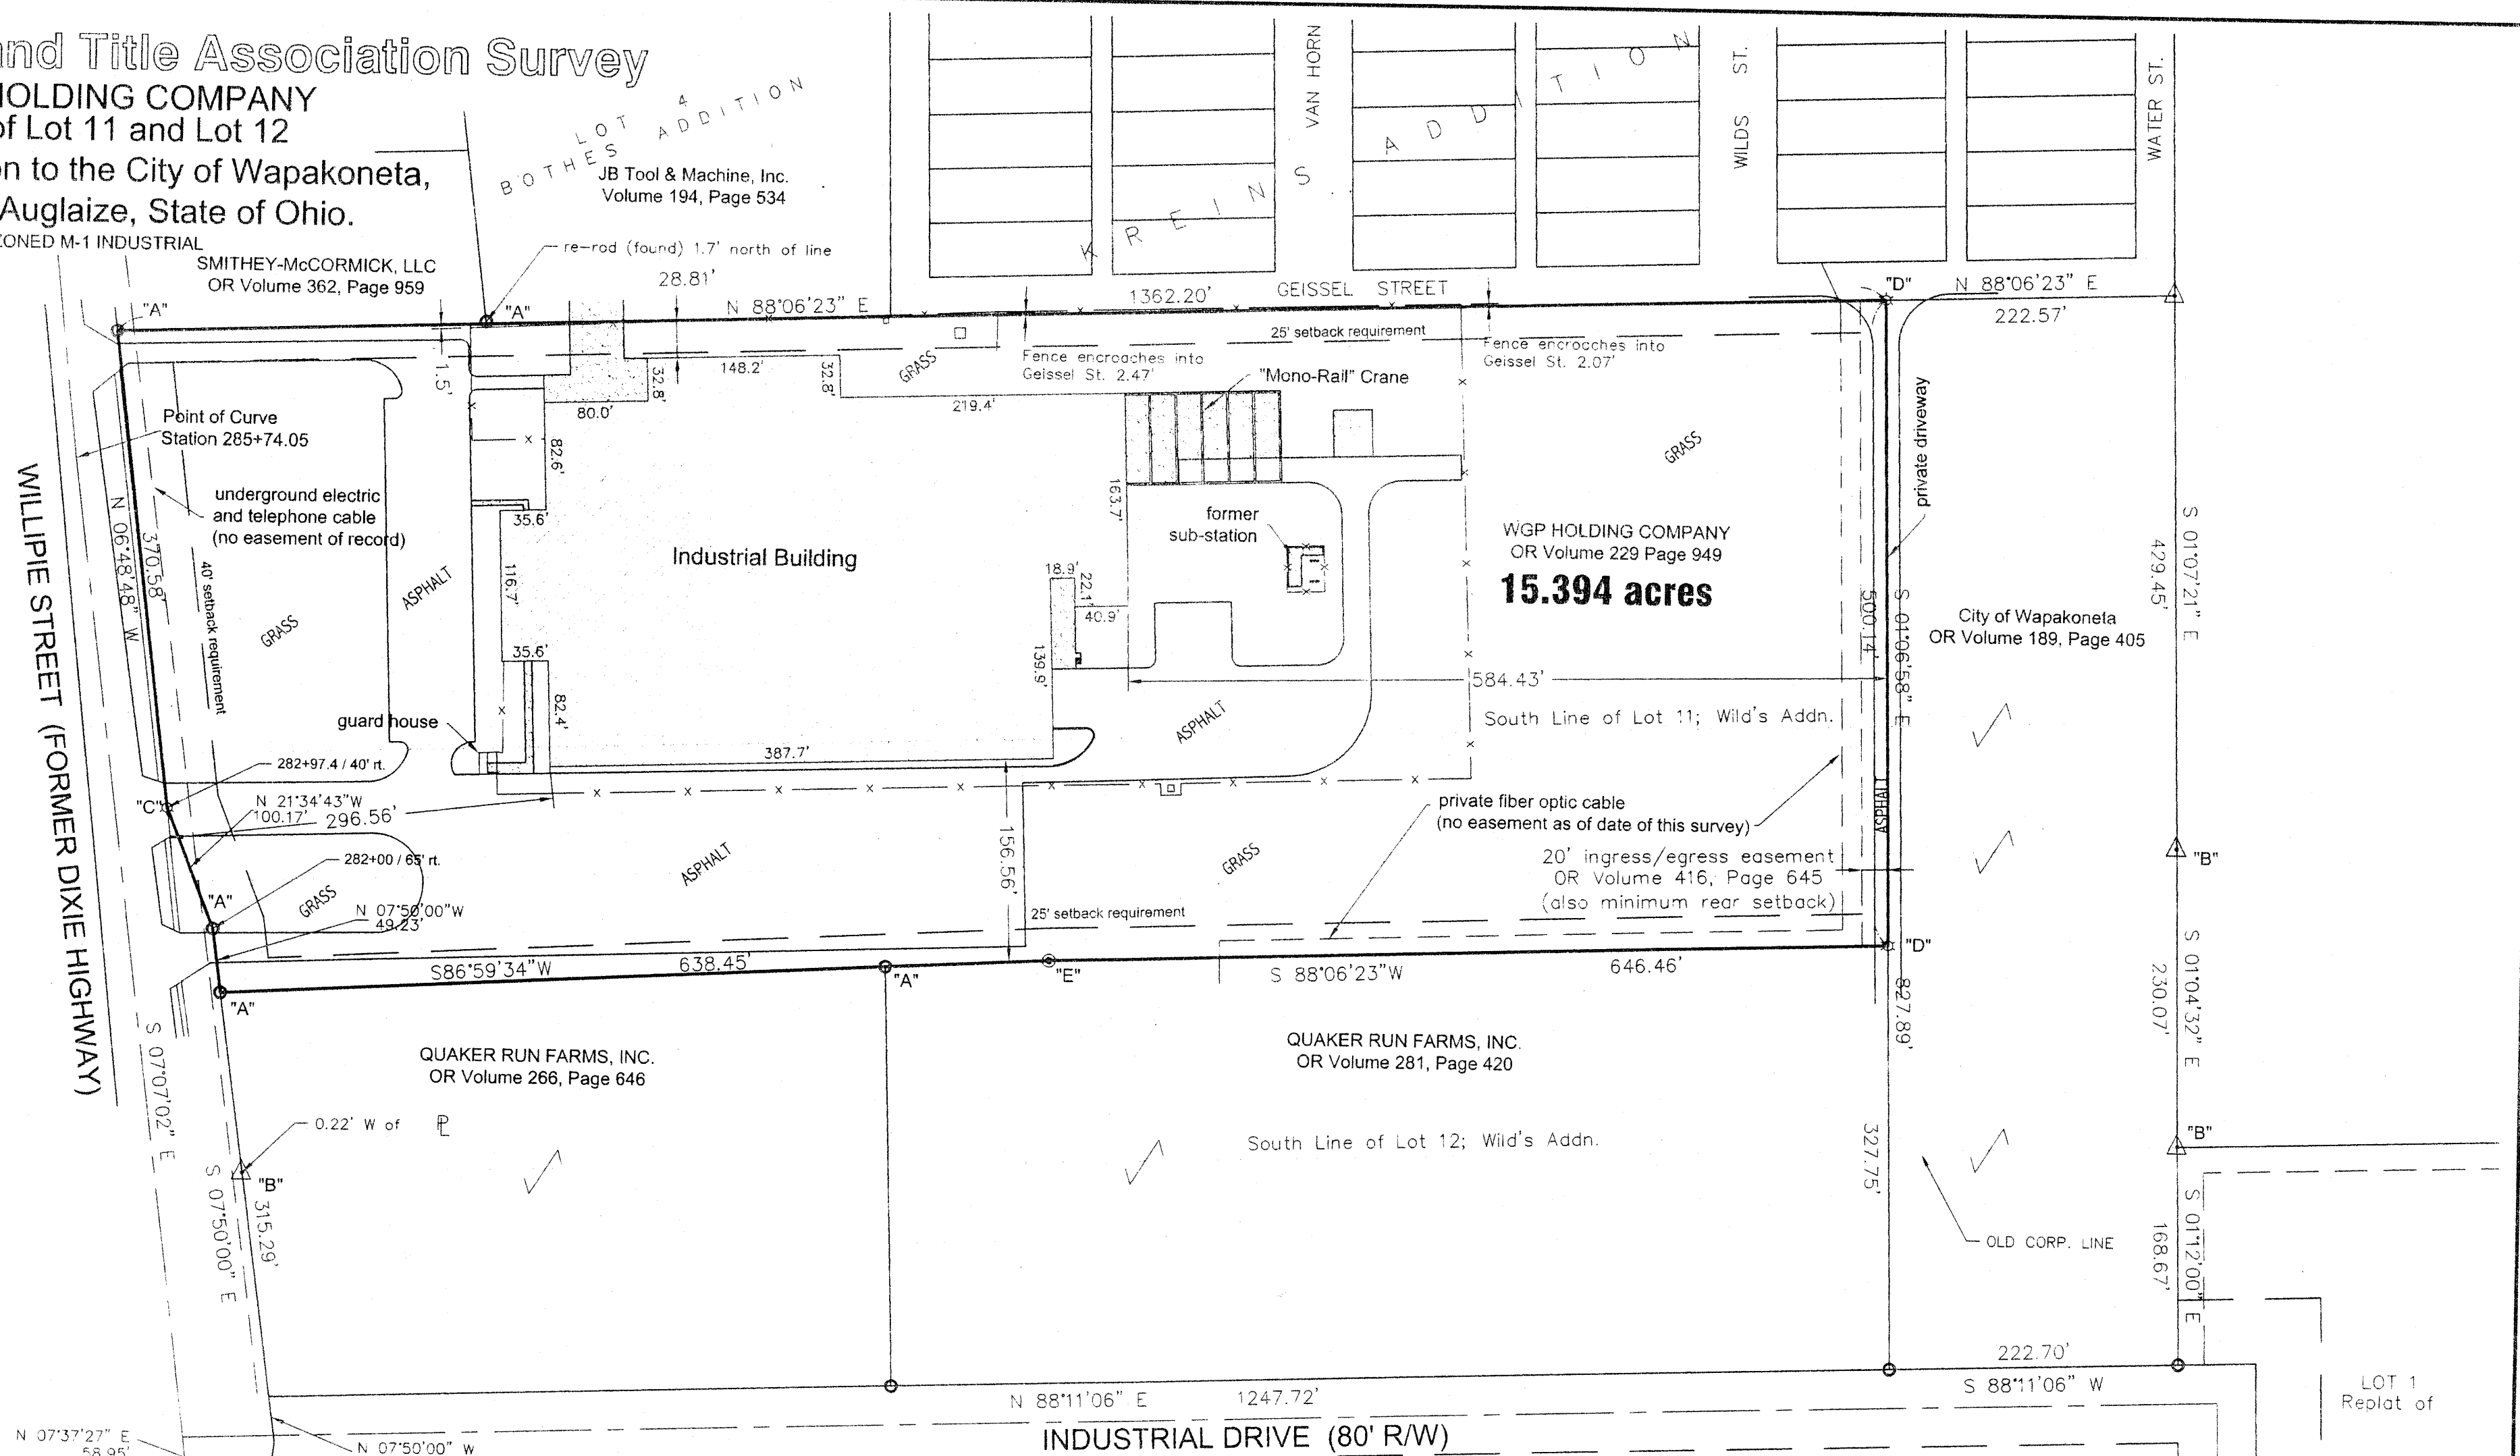 and Title Association Survey
HOLDING COMPANY
of Lot 11 and Lot 12
on to the City of Wapakoneta,
Auglaize, State of Ohio.
ZONED M-1 INDUSTRIAL
SMITHEY-McCORMICK, LLC
OR Volume 362, Page 959
LOT 4
BOTHES ADDITION
JB Tool & Machine, Inc.
Volume 194, Page 534
re-rod (found) 1.7' north of line
28.81'
KREINS ADDITION
VAN HORN
WILDS ST.
WATER ST.
"A"
"A"
N 88°06'23" E
1362.20'
GEISSEL STREET
"D"
N 88°06'23" E
222.57'
25' setback requirement
Fence encroaches into
Geissel St. 2.47'
Fence encroaches into
Geissel St. 2.07'
GRASS
1.5'
148.2'
32.8'
32.8'
80.0'
219.4'
"Mono-Rail" Crane
Point of Curve
Station 285+74.05
underground electric
and telephone cable
(no easement of record)
N 06°48'48" W
370.58'
40' setback requirement
GRASS
ASPHALT
82.6'
35.6'
116.7'
35.6'
82.4'
Industrial Building
163.7'
former
sub-station
18.9'
22.1'
40.9'
139.9'
GRASS
WGP HOLDING COMPANY
OR Volume 229 Page 949
15.394 acres
private driveway
500.14'
S 01°06'58" E
City of Wapakoneta
OR Volume 189, Page 405
S 01°07'21" E
429.45'
584.43'
South Line of Lot 11; Wild's Addn.
ASPHALT
WILLIPIE STREET (FORMER DIXIE HIGHWAY)
guard house
387.7'
282+97.4 / 40' rt.
"C"
N 21°34'43"W
100.17'
296.56'
282+00 / 65' rt.
"A"
GRASS
N 07°50'00"W
49.23'
ASPHALT
156.56'
GRASS
private fiber optic cable
(no easement as of date of this survey)
20' ingress/egress easement
OR Volume 416, Page 645
(also minimum rear setback)
ASPHALT
25' setback requirement
"B"
"D"
S86°59'34"W
638.45'
"A"
"E"
S 88°06'23"W
646.46'
"A"
827.89'
S 01°04'32" E
230.07'
S 07°07'02" E
QUAKER RUN FARMS, INC.
OR Volume 266, Page 646
QUAKER RUN FARMS, INC.
OR Volume 281, Page 420
0.22' W of PL
South Line of Lot 12; Wild's Addn.
"B"
"B"
S 07°50'00" E
315.29'
327.75'
OLD CORP. LINE
S 01°12'00" E
168.67'
222.70'
S 88°11'06" W
N 88°11'06" E
1247.72'
LOT 1
Replat of
INDUSTRIAL DRIVE (80' R/W)
N 07°37'27" E
58.95'
N 07°50'00" W